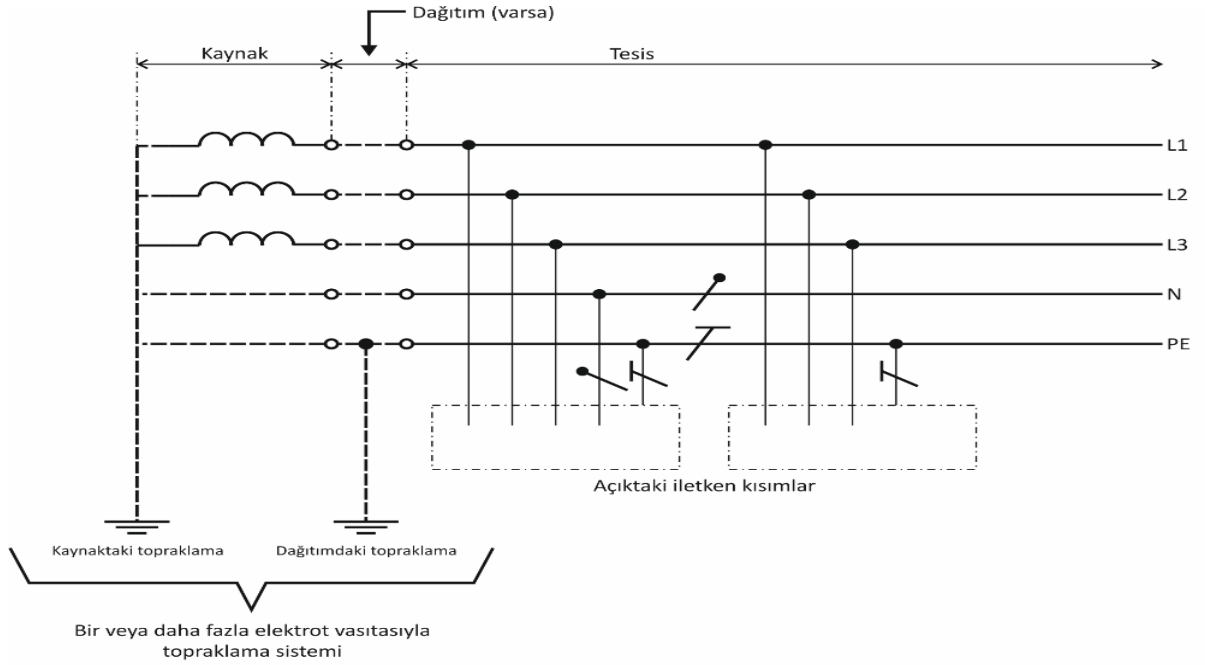 Dağıtım (varsa)
Kaynak
Tesis
L1
L2
L3
N
PE
Açıktaki iletken kısımlar
Kaynaktaki topraklama
Dağıtımdaki topraklama
Bir veya daha fazla elektrot vasıtasıyla
topraklama sistemi